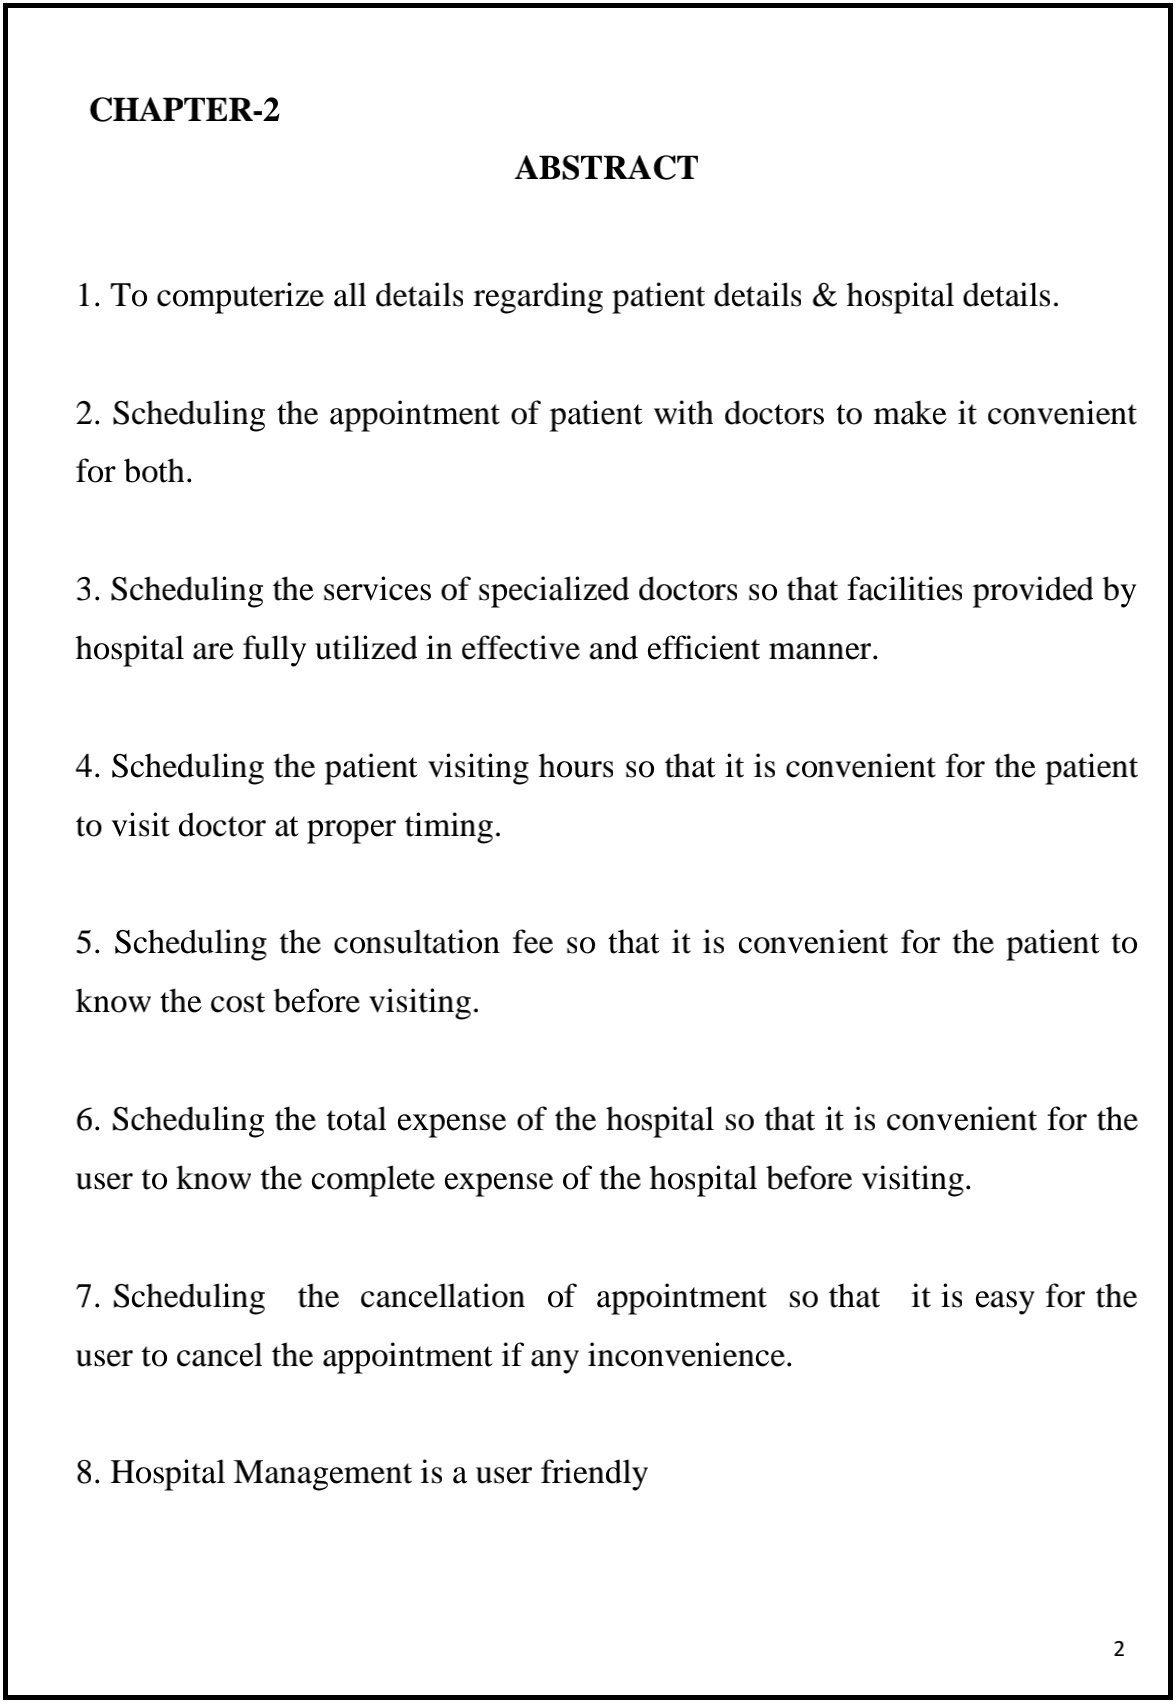 CHAPTER-2
ABSTRACT
1. To computerize all details regarding patient details & hospital details.
2. Scheduling the appointment of patient with doctors to make it convenient
for both.
3. Scheduling the services of specialized doctors so that facilities provided by
hospital are fully utilized in effective and efficient manner.
4. Scheduling the patient visiting hours so that it is convenient for the patient
to visit doctor at proper timing.
5. Scheduling the consultation fee so that it is convenient for the patient to
know the cost before visiting.
6. Scheduling the total expense of the hospital so that it is convenient for the
user to know the complete expense of the hospital before visiting.
7. Scheduling the cancellation of appointment so that it is easy for the
user to cancel the appointment if any inconvenience.
8. Hospital Management is a user friendly
2